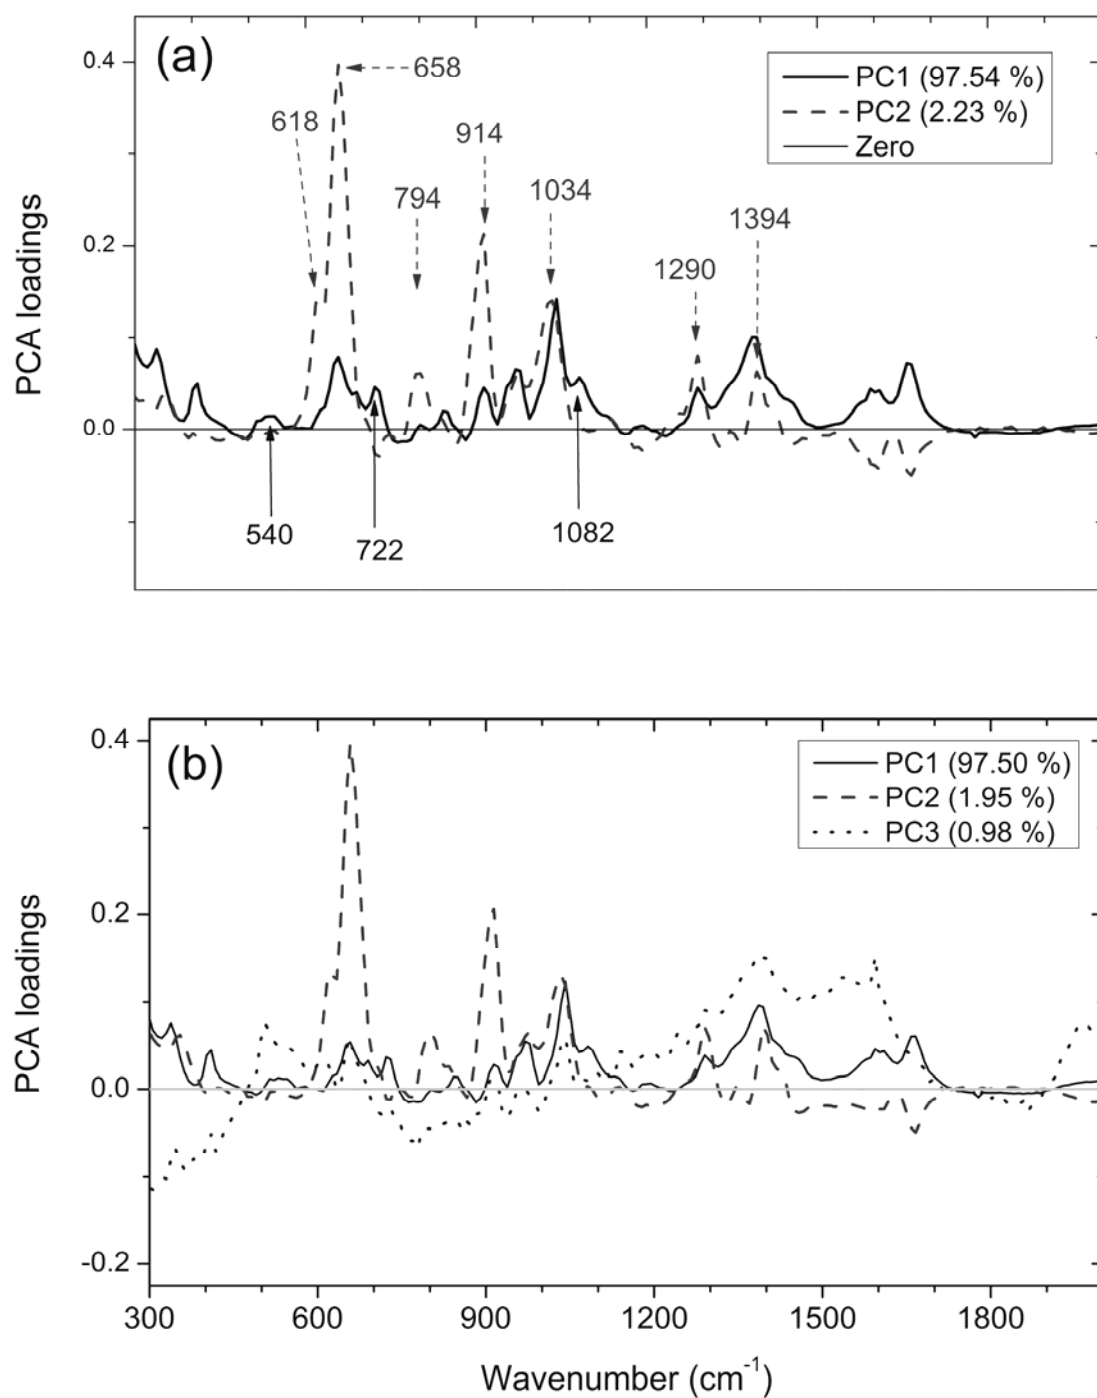 (a)
PC1 (97.54 %)
PC2 (2.23 %)
Zero
0.4
0.2
0.0
PCA loadings
658
618
914
794
1034
1290
1394
540
722
1082
(b)
PC1 (97.50 %)
PC2 (1.95 %)
PC3 (0.98 %)
0.4
0.2
0.0
-0.2
PCA loadings
300 600 900 1200 1500 1800
Wavenumber (cm⁻¹)